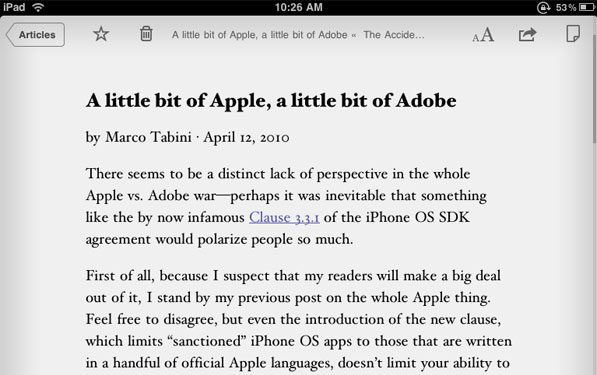 iPad 10:26 AM 53%
Articles A little bit of Apple, a little bit of Adobe « The Accide... AA
A little bit of Apple, a little bit of Adobe
by Marco Tabini · April 12, 2010
There seems to be a distinct lack of perspective in the whole
Apple vs. Adobe war—perhaps it was inevitable that something
like the by now infamous Clause 3.3.1 of the iPhone OS SDK
agreement would polarize people so much.
First of all, because I suspect that my readers will make a big deal
out of it, I stand by my previous post on the whole Apple thing.
Feel free to disagree, but even the introduction of the new clause,
which limits “sanctioned” iPhone OS apps to those that are written
in a handful of official Apple languages, doesn’t limit your ability to